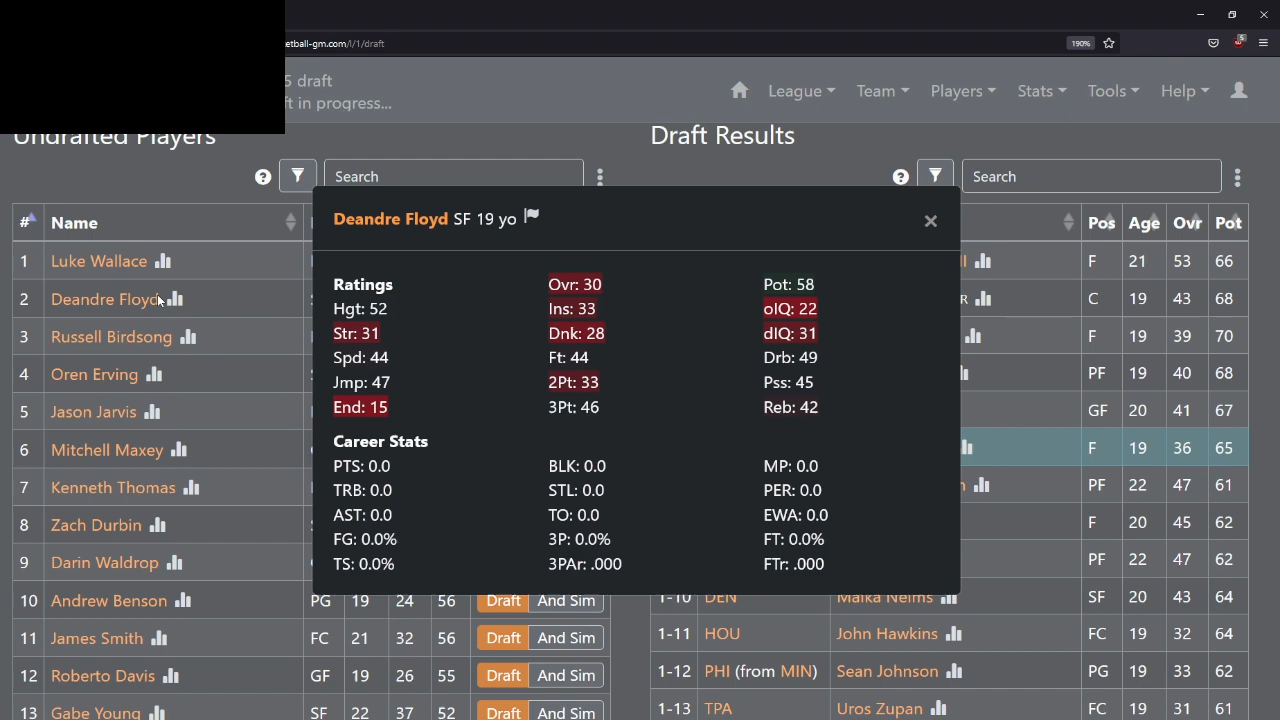 etball-gm.com/l/1/draft
190%
5
5 draft
ft in progress...
League
Team
Players
Stats
Tools
Help
Undrafted Players
Draft Results
Search
Search
# Name
Pos Age Ovr Pot
1 Luke Wallace
2 Deandre Floyd
3 Russell Birdsong
4 Oren Erving
5 Jason Jarvis
6 Mitchell Maxey
7 Kenneth Thomas
8 Zach Durbin
9 Darin Waldrop
10 Andrew Benson PG 19 24 56 Draft And Sim
11 James Smith FC 21 32 56 Draft And Sim
12 Roberto Davis GF 19 26 55 Draft And Sim
13 Gabe Young SF 22 37 52 Draft And Sim
Deandre Floyd SF 19 yo
Ratings Ovr: 30 Pot: 58
Hgt: 52 Ins: 33 oIQ: 22
Str: 31 Dnk: 28 dIQ: 31
Spd: 44 Ft: 44 Drb: 49
Jmp: 47 2Pt: 33 Pss: 45
End: 15 3Pt: 46 Reb: 42
Career Stats
PTS: 0.0 BLK: 0.0 MP: 0.0
TRB: 0.0 STL: 0.0 PER: 0.0
AST: 0.0 TO: 0.0 EWA: 0.0
FG: 0.0% 3P: 0.0% FT: 0.0%
TS: 0.0% 3PAr: .000 FTr: .000
F 21 53 66
C 19 43 68
F 19 39 70
PF 19 40 68
GF 20 41 67
F 19 36 65
PF 22 47 61
F 20 45 62
PF 22 47 62
1-10 DEN Malka Nelms SF 20 43 64
1-11 HOU John Hawkins FC 19 32 64
1-12 PHI (from MIN) Sean Johnson PG 19 33 62
1-13 TPA Uros Zupan FC 19 31 61